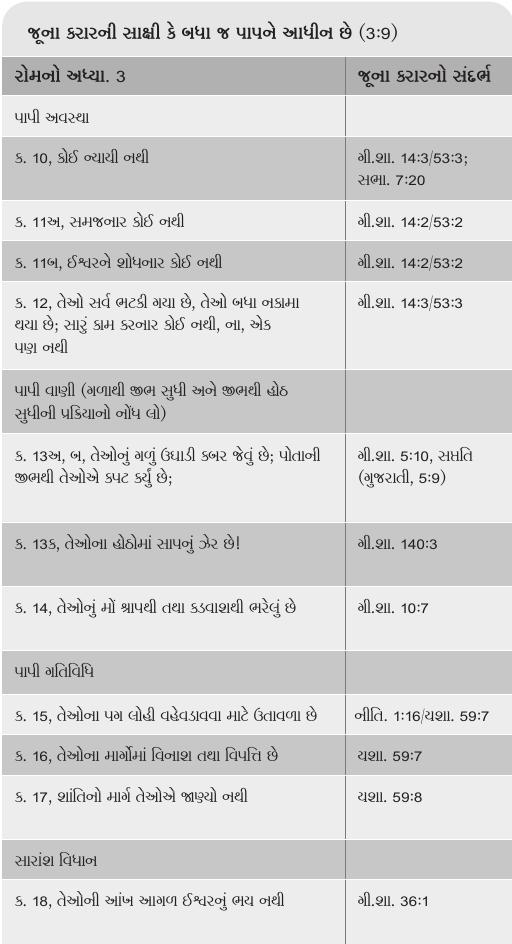 જૂના કરારની સાક્ષી કે બધા જ પાપને આધીન છે (3:9)
રોમનો અધ્યા. 3
જૂના કરારનો સંદર્ભ
પાપી અવસ્થા
ક. 10, કોઈ ન્યાયી નથી
ગી.શા. 14:3/53:3;
સભા. 7:20
ક. 11અ, સમજનાર કોઈ નથી
ગી.શા. 14:2/53:2
ક. 11બ, ઈશ્વરને શોધનાર કોઈ નથી
ગી.શા. 14:2/53:2
ક. 12, તેઓ સર્વ ભટકી ગયા છે, તેઓ બધા નકામા
થયા છે; સારું કામ કરનાર કોઈ નથી, ના, એક
પણ નથી
ગી.શા. 14:3/53:3
પાપી વાણી (ગળાથી જીભ સુધી અને જીભથી હોઠ
સુધીની પ્રક્રિયાનો નોંધ લો)
ક. 13અ, બ, તેઓનું ગળું ઉઘાડી કબર જેવું છે; પોતાની
જીભથી તેઓએ કપટ કર્યું છે;
ગી.શા. 5:10, સપ્તતિ
(ગુજરાતી, 5:9)
ક. 13ક, તેઓના હોઠોમાં સાપનું ઝેર છે!
ગી.શા. 140:3
ક. 14, તેઓનું મોં શ્રાપથી તથા કડવાશથી ભરેલું છે
ગી.શા. 10:7
પાપી ગતિવિધિ
ક. 15, તેઓના પગ લોહી વહેવડાવવા માટે ઉતાવળા છે
નીતિ. 1:16/યશા. 59:7
ક. 16, તેઓના માર્ગોમાં વિનાશ તથા વિપત્તિ છે
યશા. 59:7
ક. 17, શાંતિનો માર્ગ તેઓએ જાણ્યો નથી
યશા. 59:8
સારાંશ વિધાન
ક. 18, તેઓની આંખ આગળ ઈશ્વરનું ભય નથી
ગી.શા. 36:1